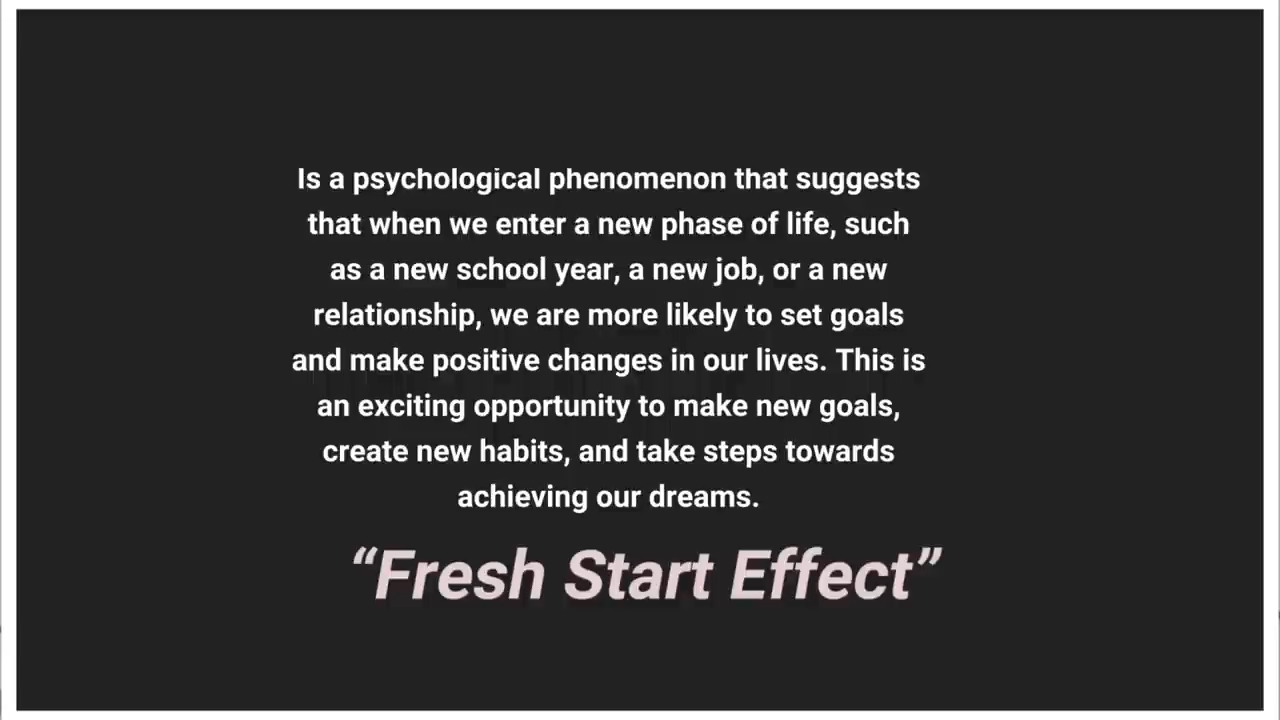 Is a psychological phenomenon that suggests
that when we enter a new phase of life, such
as a new school year, a new job, or a new
relationship, we are more likely to set goals
and make positive changes in our lives. This is
an exciting opportunity to make new goals,
create new habits, and take steps towards
achieving our dreams.
“Fresh Start Effect”